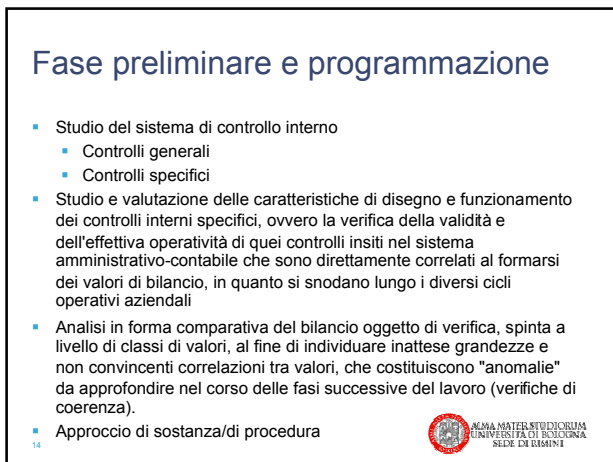 Fase preliminare e programmazione
Studio del sistema di controllo interno
Controlli generali
Controlli specifici
Studio e valutazione delle caratteristiche di disegno e funzionamento
dei controlli interni specifici, ovvero la verifica della validità e
dell'effettiva operatività di quei controlli insiti nel sistema
amministrativo-contabile che sono direttamente correlati al formarsi
dei valori di bilancio, in quanto si snodano lungo i diversi cicli
operativi aziendali
Analisi in forma comparativa del bilancio oggetto di verifica, spinta a
livello di classi di valori, al fine di individuare inattese grandezze e
non convincenti correlazioni tra valori, che costituiscono "anomalie"
da approfondire nel corso delle fasi successive del lavoro (verifiche di
coerenza).
Approccio di sostanza/di procedura
14
ALMA MATER STUDIORUM
UNIVERSITÀ DI BOLOGNA
SEDE DI RIMINI